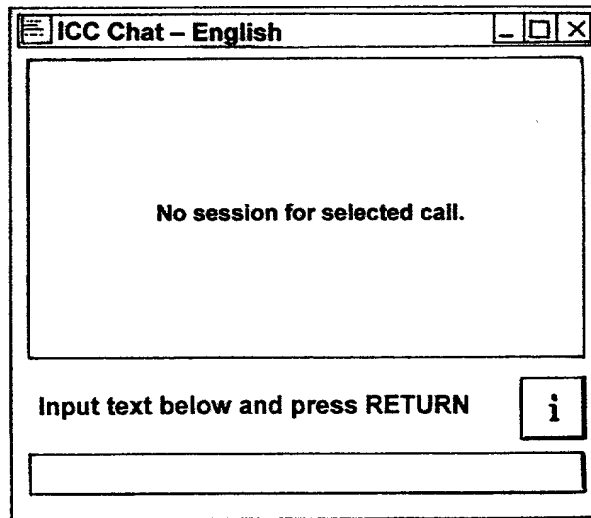 ICC Chat – English
No session for selected call.
Input text below and press RETURN
i